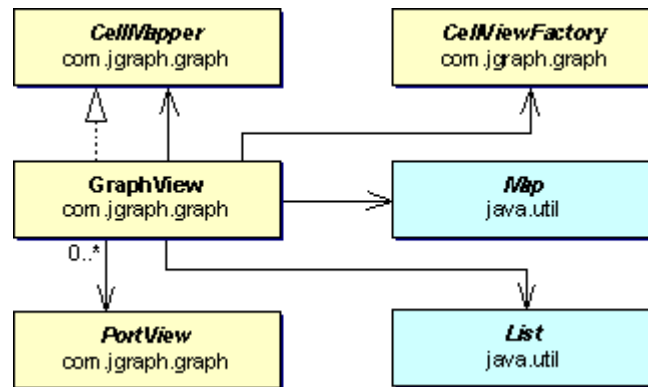 CellMapper
com.jgraph.graph
CellViewFactory
com.jgraph.graph
GraphView
com.jgraph.graph
Map
java.util
0..*
PortView
com.jgraph.graph
List
java.util